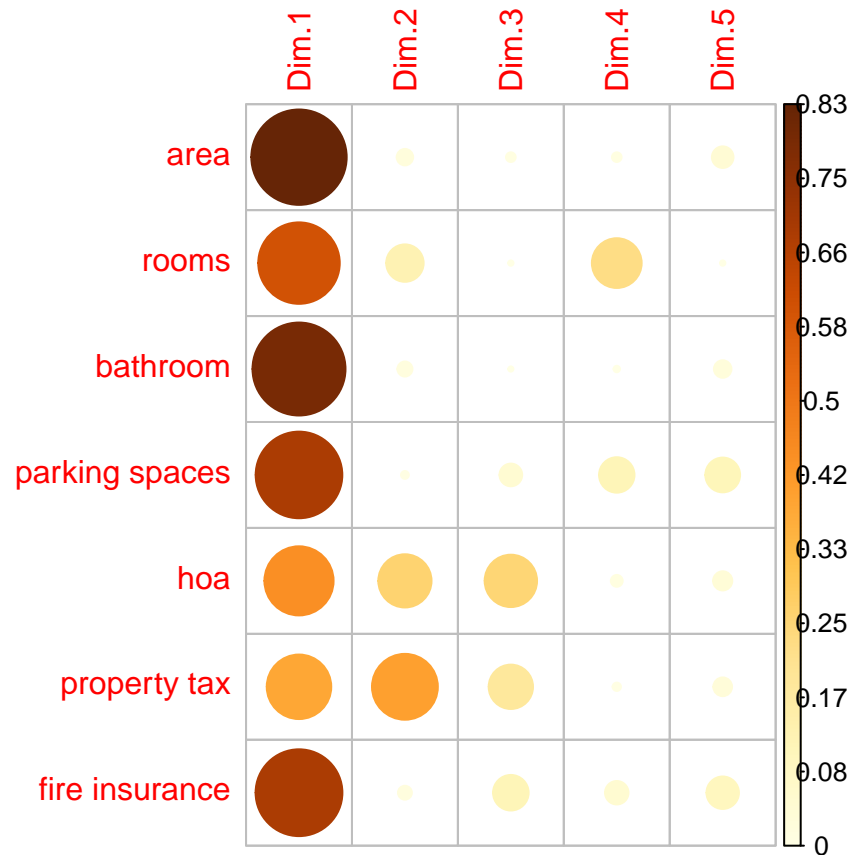 Dim.1
Dim.2
Dim.3
Dim.4
Dim.5
area
rooms
bathroom
parking spaces
hoa
property tax
fire insurance
0.83
0.75
0.66
0.58
0.5
0.42
0.33
0.25
0.17
0.08
0